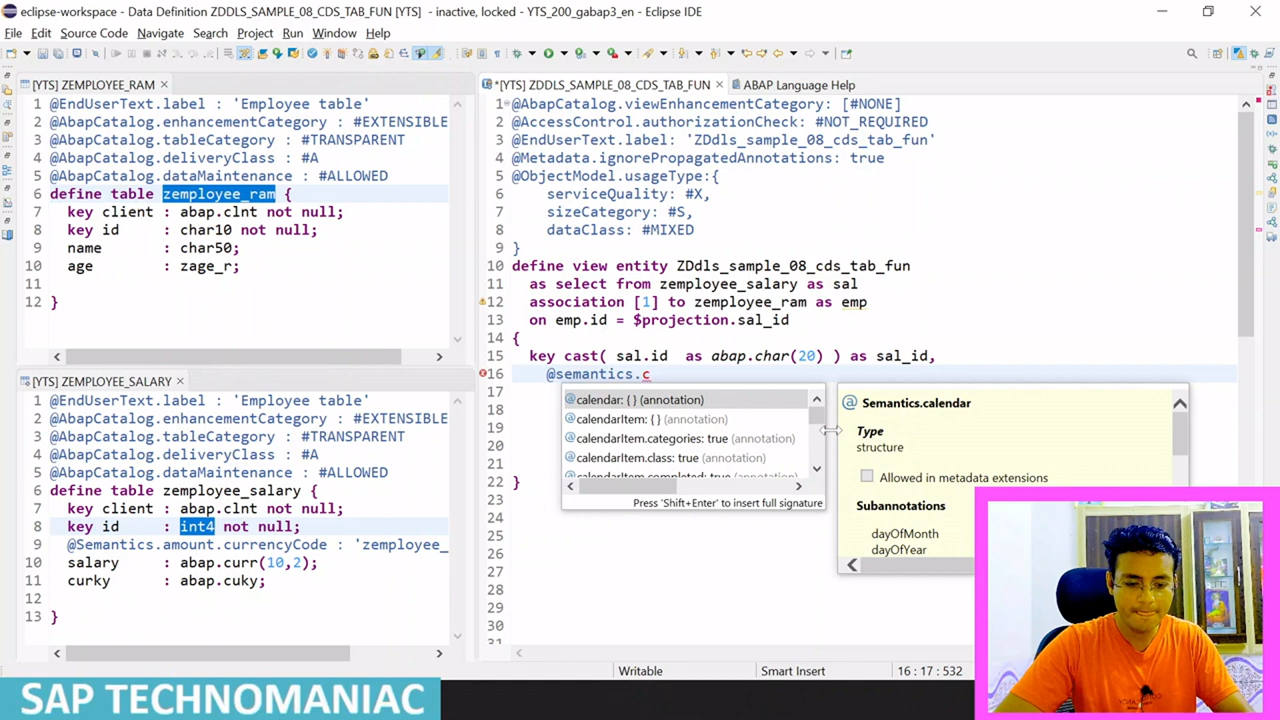 eclipse-workspace - Data Definition ZDDLS_SAMPLE_08_CDS_TAB_FUN [YTS] - inactive, locked - YTS_200_gabap3_en - Eclipse IDE
File Edit Source Code Navigate Search Project Run Window Help
[YTS] ZEMPLOYEE_RAM
1 @EndUserText.label : 'Employee table'
2 @AbapCatalog.enhancementCategory : #EXTENSIBLE
3 @AbapCatalog.tableCategory : #TRANSPARENT
4 @AbapCatalog.deliveryClass : #A
5 @AbapCatalog.dataMaintenance : #ALLOWED
6 define table zemployee_ram {
7 key client : abap.clnt not null;
8 key id : char10 not null;
9 name : char50;
10 age : zage_r;
11
12 }
[YTS] ZEMPLOYEE_SALARY
1 @EndUserText.label : 'Employee table'
2 @AbapCatalog.enhancementCategory : #EXTENSIBLE
3 @AbapCatalog.tableCategory : #TRANSPARENT
4 @AbapCatalog.deliveryClass : #A
5 @AbapCatalog.dataMaintenance : #ALLOWED
6 define table zemployee_salary {
7 key client : abap.clnt not null;
8 key id : int4 not null;
9 @Semantics.amount.currencyCode : 'zemployee_
10 salary : abap.curr(10,2);
11 curky : abap.cuky;
12
13 }
*[YTS] ZDDLS_SAMPLE_08_CDS_TAB_FUN
ABAP Language Help
1 @AbapCatalog.viewEnhancementCategory: [#NONE]
2 @AccessControl.authorizationCheck: #NOT_REQUIRED
3 @EndUserText.label: 'ZDdls_sample_08_cds_tab_fun'
4 @Metadata.ignorePropagatedAnnotations: true
5 @ObjectModel.usageType:{
6 serviceQuality: #X,
7 sizeCategory: #S,
8 dataClass: #MIXED
9 }
10 define view entity ZDdls_sample_08_cds_tab_fun
11 as select from zemployee_salary as sal
12 association [1] to zemployee_ram as emp
13 on emp.id = $projection.sal_id
14 {
15 key cast( sal.id as abap.char(20) ) as sal_id,
16 @semantics.c
17
18
19
20
21
22 }
23
24
25
26
27
28
29
30
31
calendar: { } (annotation)
calendarItem: { } (annotation)
calendarItem.categories: true (annotation)
calendarItem.class: true (annotation)
calendarItem.completed: true (annotation)
Press 'Shift+Enter' to insert full signature
@ Semantics.calendar
Type
structure
Allowed in metadata extensions
Subannotations
dayOfMonth
dayOfYear
Writable
Smart Insert
16 : 17 : 532
SAP TECHNOMANIAC